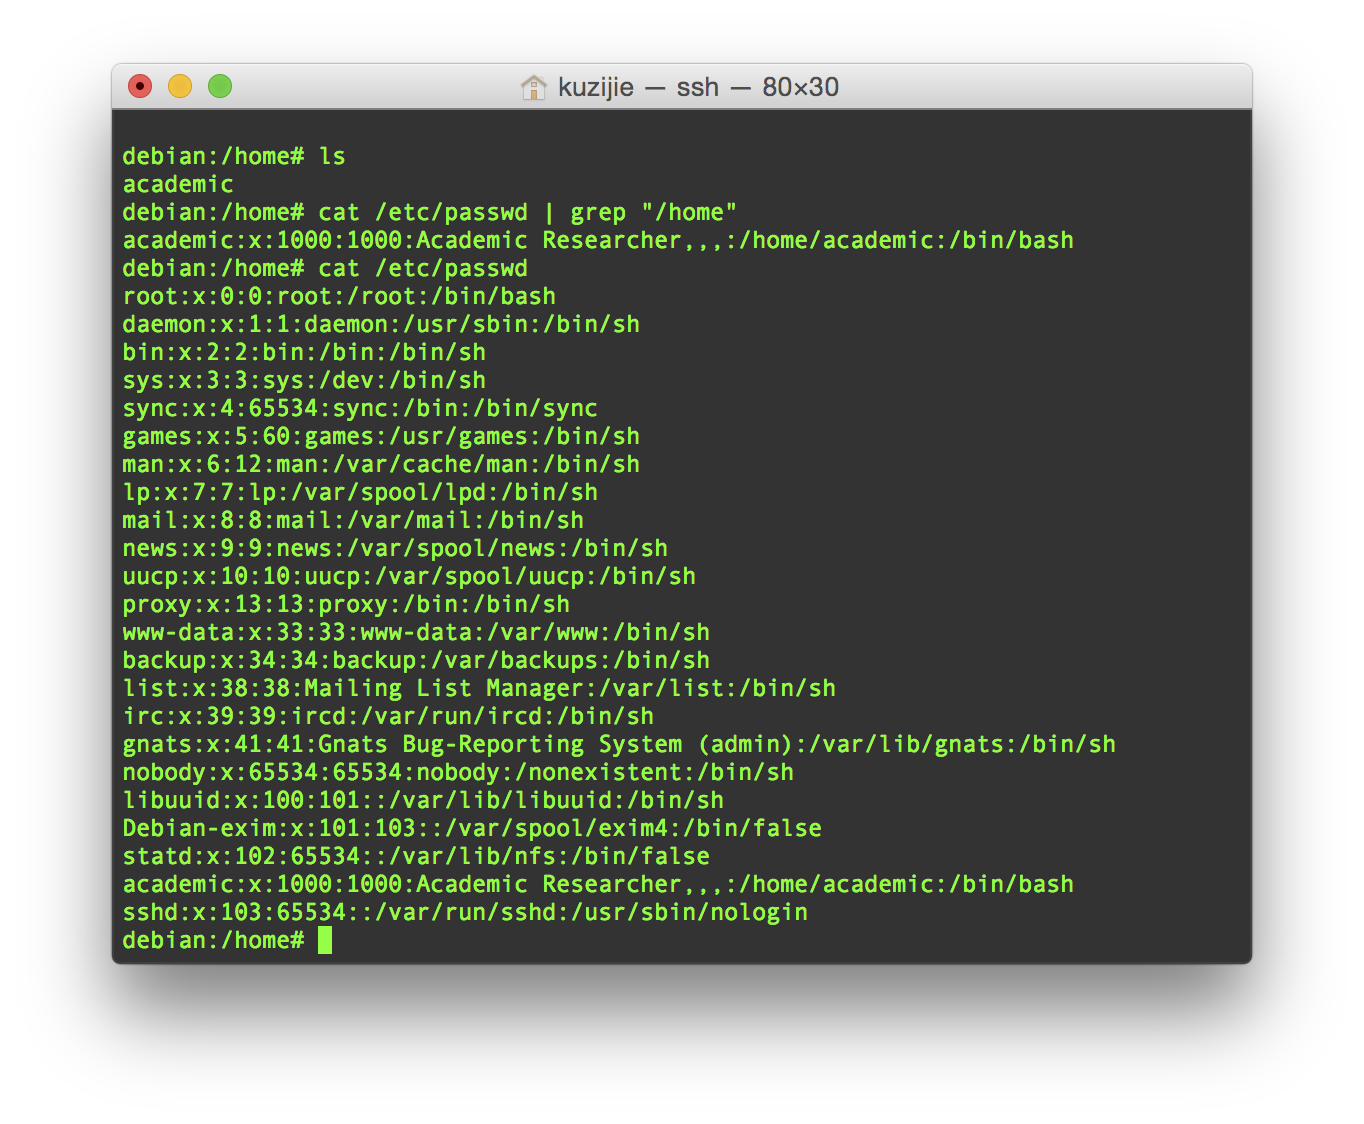 kuzijie — ssh — 80×30
debian:/home# ls
academic
debian:/home# cat /etc/passwd | grep "/home"
academic:x:1000:1000:Academic Researcher,,,:/home/academic:/bin/bash
debian:/home# cat /etc/passwd
root:x:0:0:root:/root:/bin/bash
daemon:x:1:1:daemon:/usr/sbin:/bin/sh
bin:x:2:2:bin:/bin:/bin/sh
sys:x:3:3:sys:/dev:/bin/sh
sync:x:4:65534:sync:/bin:/bin/sync
games:x:5:60:games:/usr/games:/bin/sh
man:x:6:12:man:/var/cache/man:/bin/sh
lp:x:7:7:lp:/var/spool/lpd:/bin/sh
mail:x:8:8:mail:/var/mail:/bin/sh
news:x:9:9:news:/var/spool/news:/bin/sh
uucp:x:10:10:uucp:/var/spool/uucp:/bin/sh
proxy:x:13:13:proxy:/bin:/bin/sh
www-data:x:33:33:www-data:/var/www:/bin/sh
backup:x:34:34:backup:/var/backups:/bin/sh
list:x:38:38:Mailing List Manager:/var/list:/bin/sh
irc:x:39:39:ircd:/var/run/ircd:/bin/sh
gnats:x:41:41:Gnats Bug-Reporting System (admin):/var/lib/gnats:/bin/sh
nobody:x:65534:65534:nobody:/nonexistent:/bin/sh
libuuid:x:100:101::/var/lib/libuuid:/bin/sh
Debian-exim:x:101:103::/var/spool/exim4:/bin/false
statd:x:102:65534::/var/lib/nfs:/bin/false
academic:x:1000:1000:Academic Researcher,,,:/home/academic:/bin/bash
sshd:x:103:65534::/var/run/sshd:/usr/sbin/nologin
debian:/home#